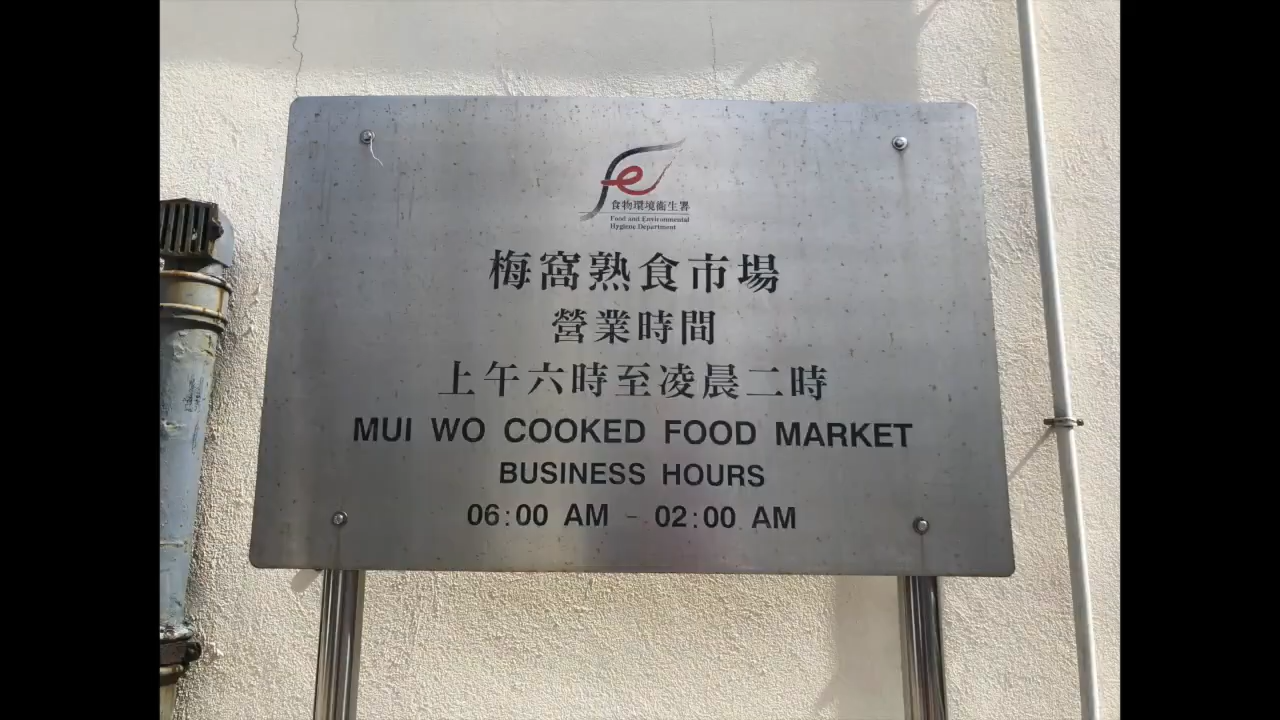 食物環境衞生署
Food and Environmental
Hygiene Department
梅窩熟食市場
營業時間
上午六時至凌晨二時
MUI WO COOKED FOOD MARKET
BUSINESS HOURS
06:00 AM - 02:00 AM